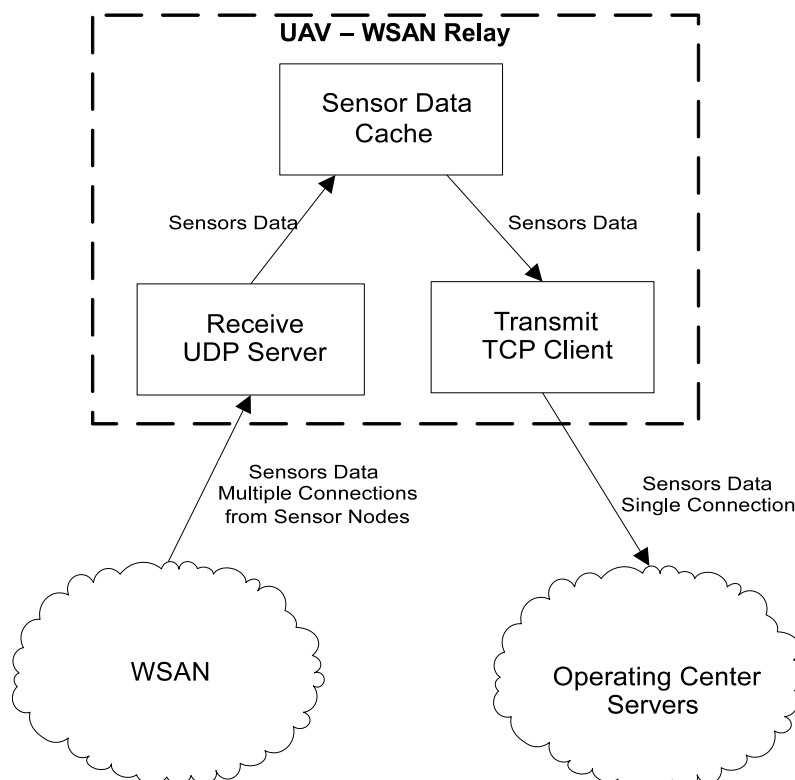 UAV – WSAN Relay
Sensor Data
Cache
Sensors Data
Sensors Data
Receive
UDP Server
Transmit
TCP Client
Sensors Data
Multiple Connections
from Sensor Nodes
Sensors Data
Single Connection
WSAN
Operating Center
Servers